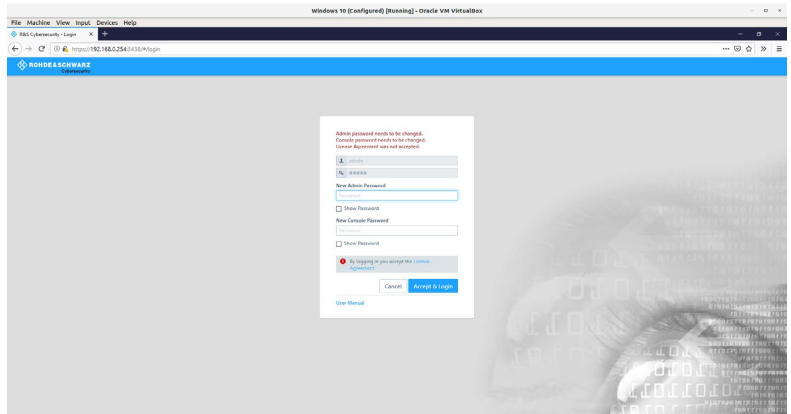 Windows 10 (Configured) [Running] - Oracle VM VirtualBox
File Machine View Input Devices Help
R&S Cybersecurity - Login
https://192.168.0.254:3438/#/login
ROHDE&SCHWARZ
Cybersecurity
Admin password needs to be changed.
Console password needs to be changed.
License Agreement was not accepted.
admin
New Admin Password
Password
Show Password
New Console Password
Password
Show Password
By logging in you accept the License
Agreement.
Cancel Accept & Login
User Manual